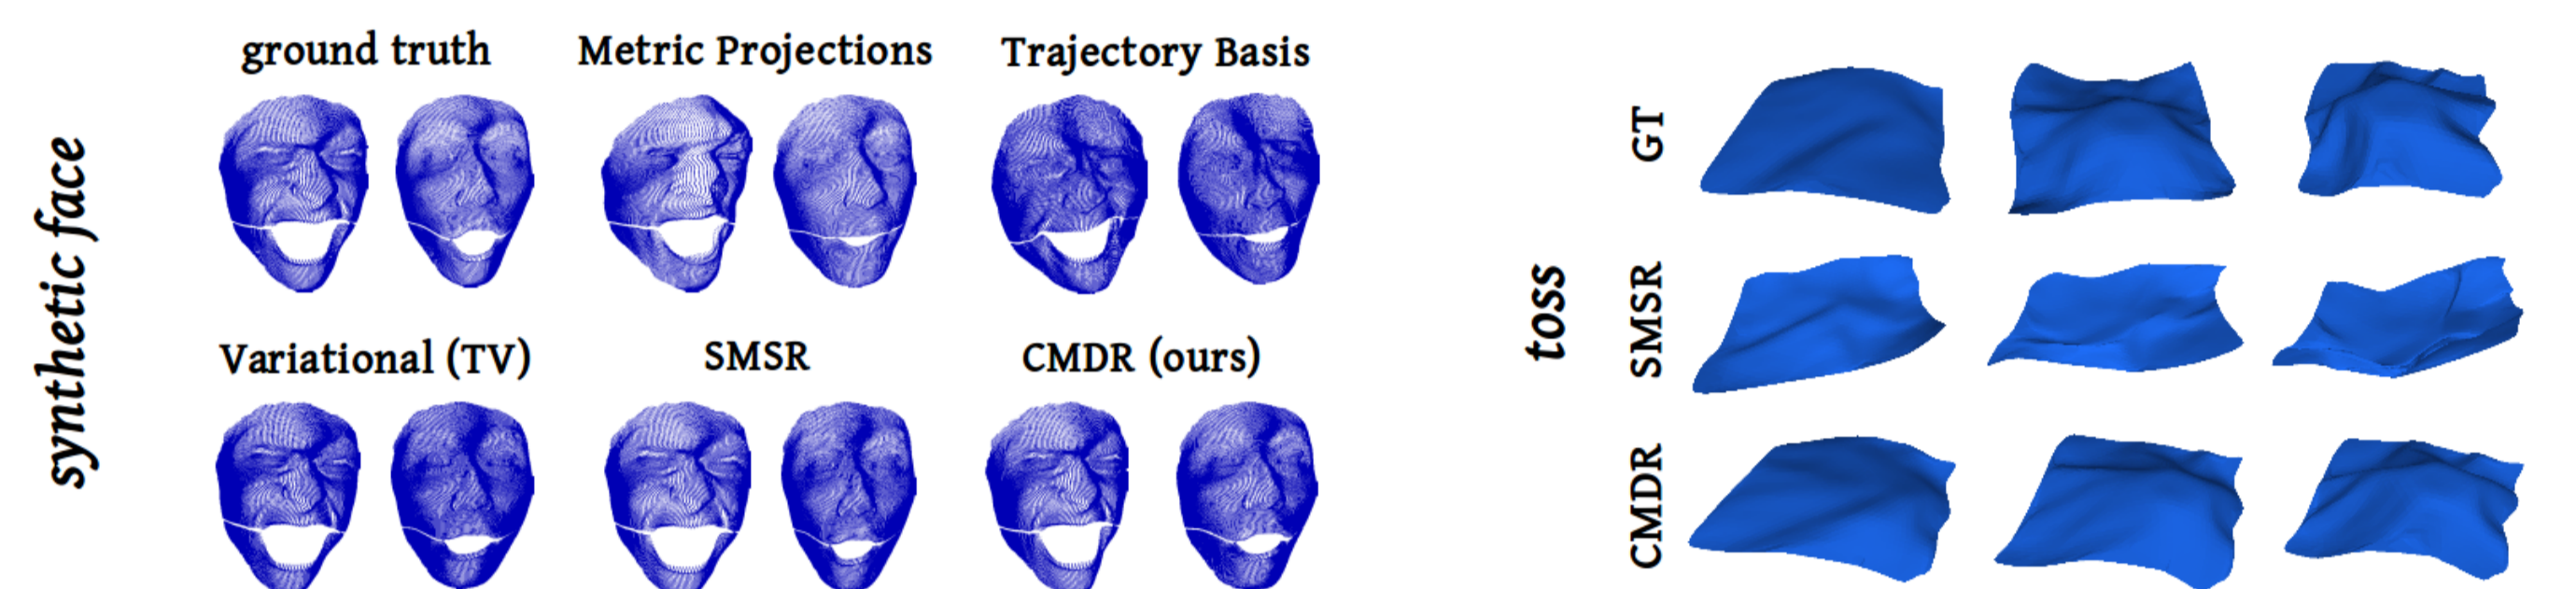 synthetic face
ground truth
Metric Projections
Trajectory Basis
Variational (TV)
SMSR
CMDR (ours)
toss
GT
SMSR
CMDR